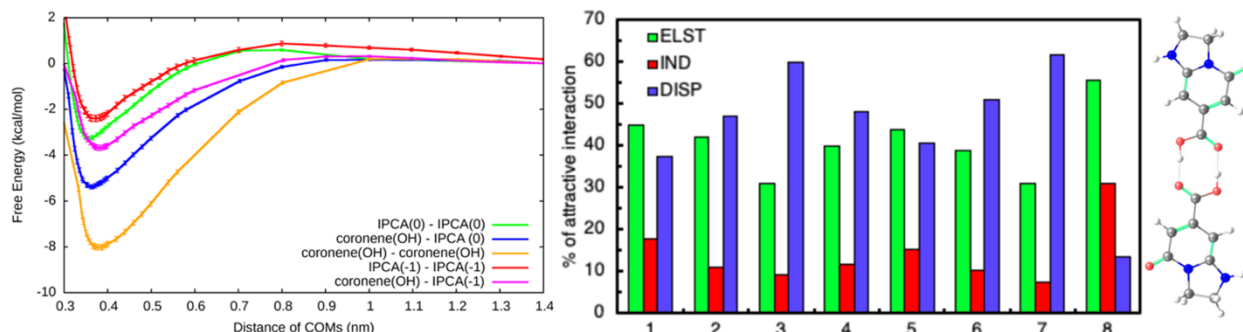 2
0
-2
-4
-6
-8
-10
Free Energy (kcal/mol)
IPCA(0) - IPCA(0)
coronene(OH) - IPCA (0)
coronene(OH) - coronene(OH)
IPCA(-1) - IPCA(-1)
coronene(OH) - IPCA(-1)
0.3 0.4 0.5 0.6 0.7 0.8 0.9 1 1.1 1.2 1.3 1.4
Distance of COMs (nm)
70
60
50
40
30
20
10
0
% of attractive interaction
ELST
IND
DISP
1 2 3 4 5 6 7 8